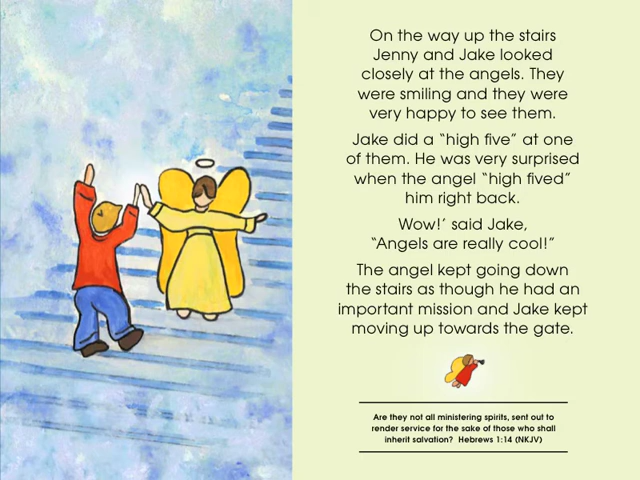 On the way up the stairs
Jenny and Jake looked
closely at the angels. They
were smiling and they were
very happy to see them.
Jake did a “high five” at one
of them. He was very surprised
when the angel “high fived”
him right back.
Wow!’ said Jake,
“Angels are really cool!”
The angel kept going down
the stairs as though he had an
important mission and Jake kept
moving up towards the gate.
Are they not all ministering spirits, sent out to
render service for the sake of those who shall
inherit salvation? Hebrews 1:14 (NKJV)